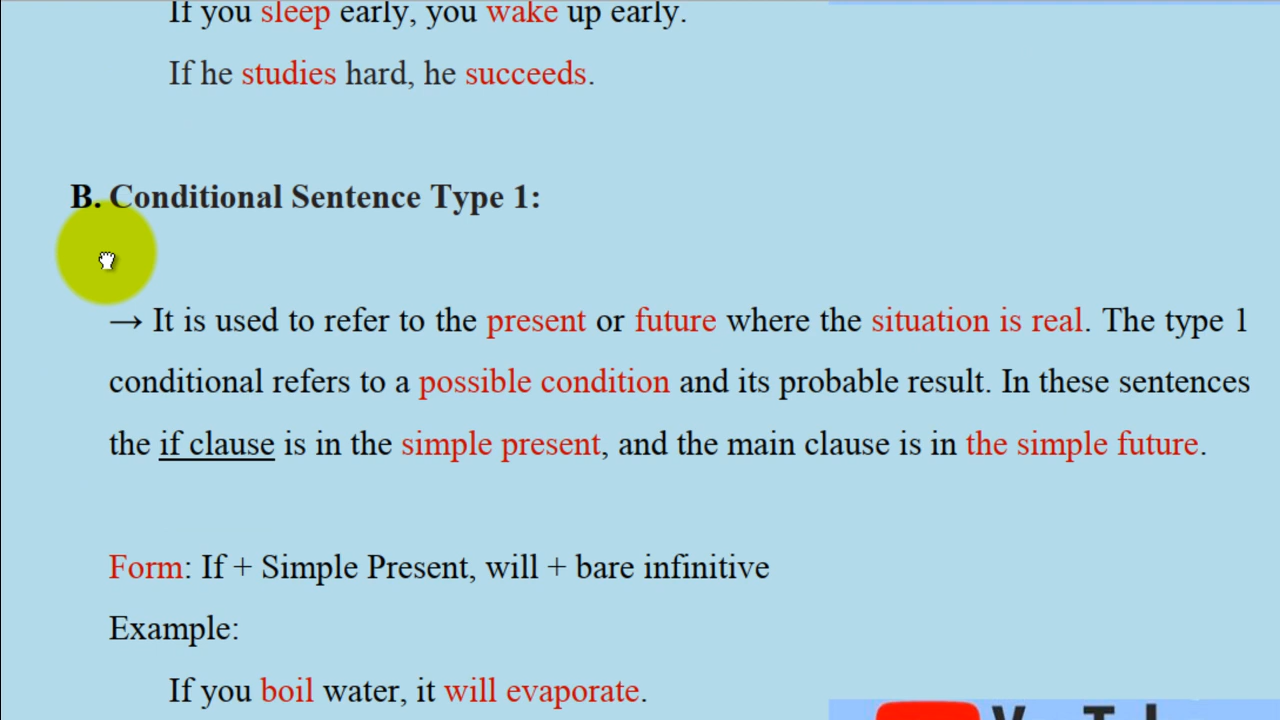 If you sleep early, you wake up early.
If he studies hard, he succeeds.
B. Conditional Sentence Type 1:
→ It is used to refer to the present or future where the situation is real. The type 1
conditional refers to a possible condition and its probable result. In these sentences
the if clause is in the simple present, and the main clause is in the simple future.
Form: If + Simple Present, will + bare infinitive
Example:
If you boil water, it will evaporate.